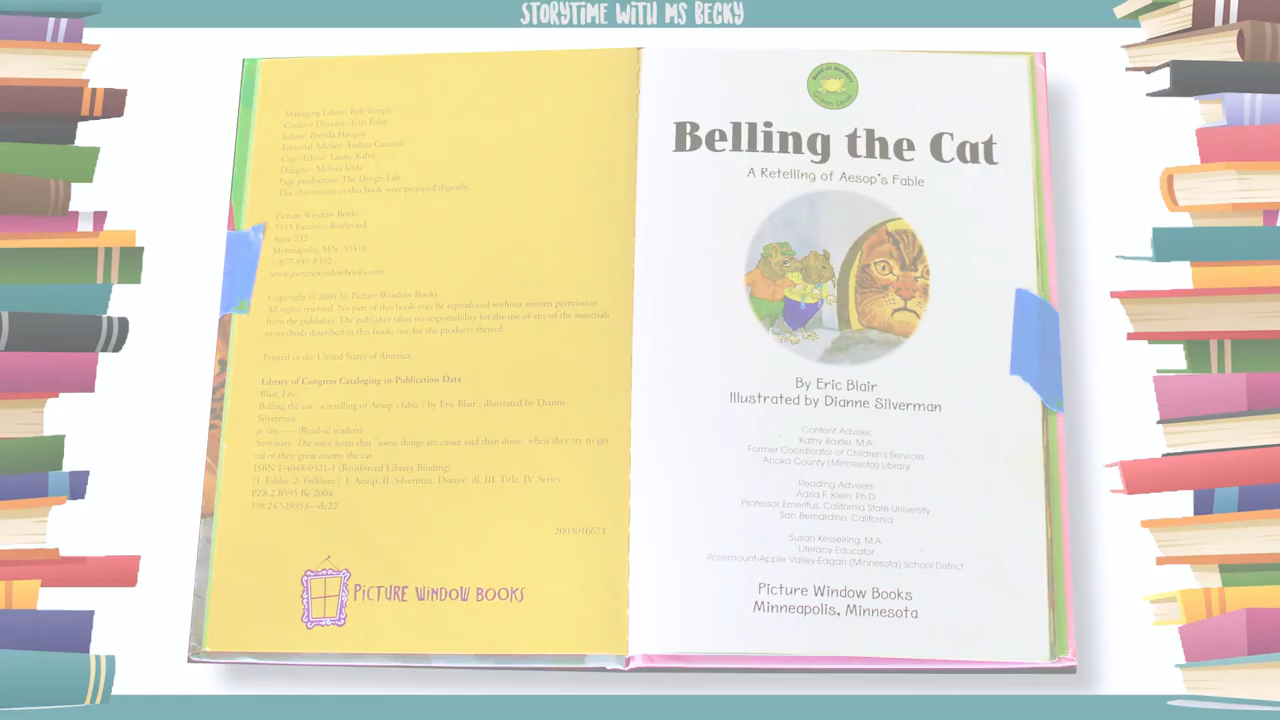 STORYTIME WITH MS BECKY
Managing Editor: Bob Temple
Creative Director: Terri Foley
Editor: Brenda Haugen
Editorial Adviser: Andrea Cascardi
Copy Editor: Laurie Kahn
Designer: Melissa Voda
Page production: The Design Lab
The illustrations in this book were prepared digitally.
Picture Window Books
5115 Excelsior Boulevard
Suite 232
Minneapolis, MN 55416
1-877-845-8392
www.picturewindowbooks.com
Copyright © 2004 by Picture Window Books
All rights reserved. No part of this book may be reproduced without written permission
from the publisher. The publisher takes no responsibility for the use of any of the materials
or methods described in this book, nor for the products thereof.
Printed in the United States of America.
Library of Congress Cataloging-in-Publication Data
Blair, Eric.
Belling the cat : a retelling of Aesop's fable / by Eric Blair ; illustrated by Dianne
Silverman.
p. cm. — (Read-it! readers)
Summary: The mice learn that "some things are easier said than done" when they try to get
rid of their great enemy the cat.
ISBN 1-4048-0321-1 (Reinforced Library Binding)
[1. Fables. 2. Folklore.] I. Aesop. II. Silverman, Dianne, ill. III. Title. IV. Series.
PZ8.2.B595 Be 2004
398.24'529353—dc22
2003016671
PICTURE WINDOW BOOKS
Read-it! Readers
Green Level
Belling the Cat
A Retelling of Aesop's Fable
By Eric Blair
Illustrated by Dianne Silverman
Content Adviser:
Kathy Baxter, M.A.
Former Coordinator of Children's Services
Anoka County (Minnesota) Library
Reading Advisers:
Adria F. Klein, Ph.D.
Professor Emeritus, California State University
San Bernardino, California
Susan Kesselring, M.A.
Literacy Educator
Rosemount-Apple Valley-Eagan (Minnesota) School District
Picture Window Books
Minneapolis, Minnesota